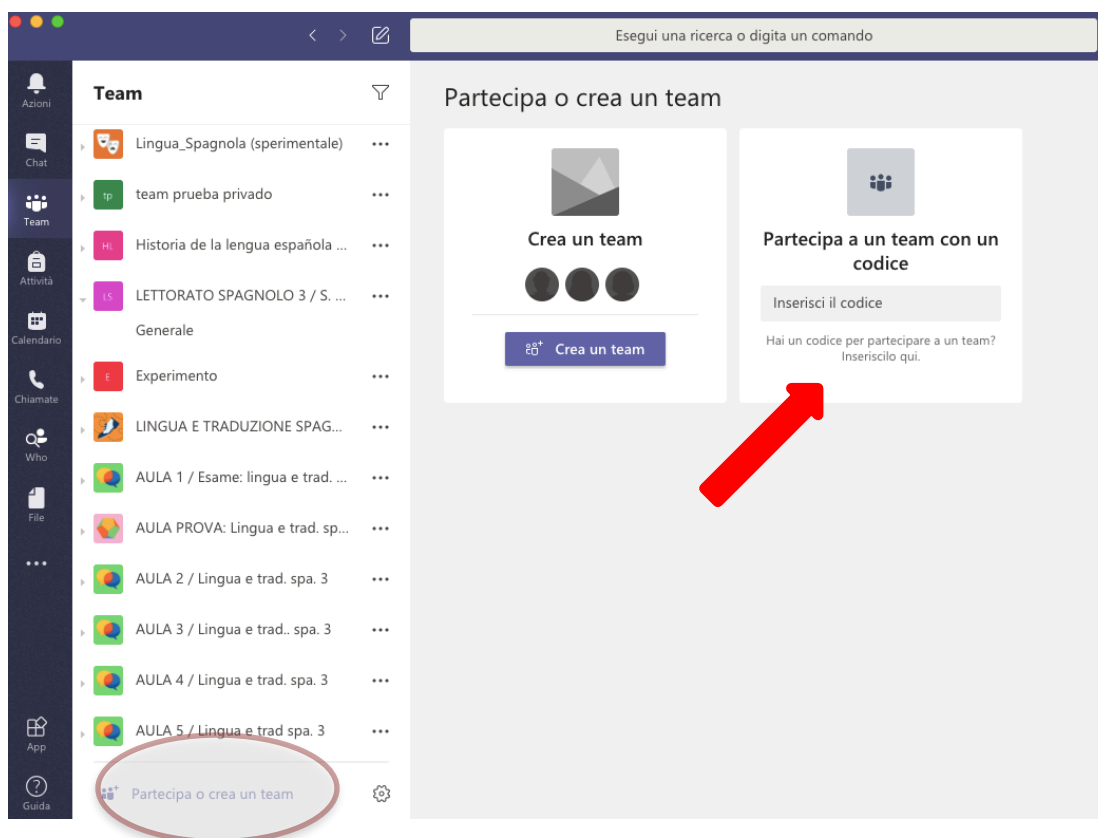 Esegui una ricerca o digita un comando
Azioni
Chat
Team
Attività
Calendario
Chiamate
Who
File
App
Guida
Team
Lingua_Spagnola (sperimentale)
tp
team prueba privado
HL
Historia de la lengua española ...
LS
LETTORATO SPAGNOLO 3 / S. ...
Generale
E
Experimento
LINGUA E TRADUZIONE SPAG...
AULA 1 / Esame: lingua e trad. ...
AULA PROVA: Lingua e trad. sp...
AULA 2 / Lingua e trad. spa. 3
AULA 3 / Lingua e trad.. spa. 3
AULA 4 / Lingua e trad. spa. 3
AULA 5 / Lingua e trad spa. 3
Partecipa o crea un team
Partecipa o crea un team
Crea un team
Crea un team
Partecipa a un team con un
codice
Inserisci il codice
Hai un codice per partecipare a un team?
Inseriscilo qui.